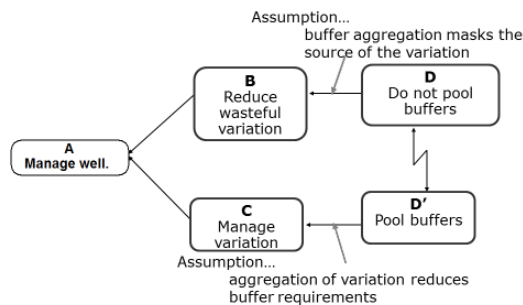 Assumption...
buffer aggregation masks the
source of the variation
B
Reduce
wasteful
variation
D
Do not pool
buffers
A
Manage well.
C
Manage
variation
D’
Pool buffers
Assumption...
aggregation of variation reduces
buffer requirements